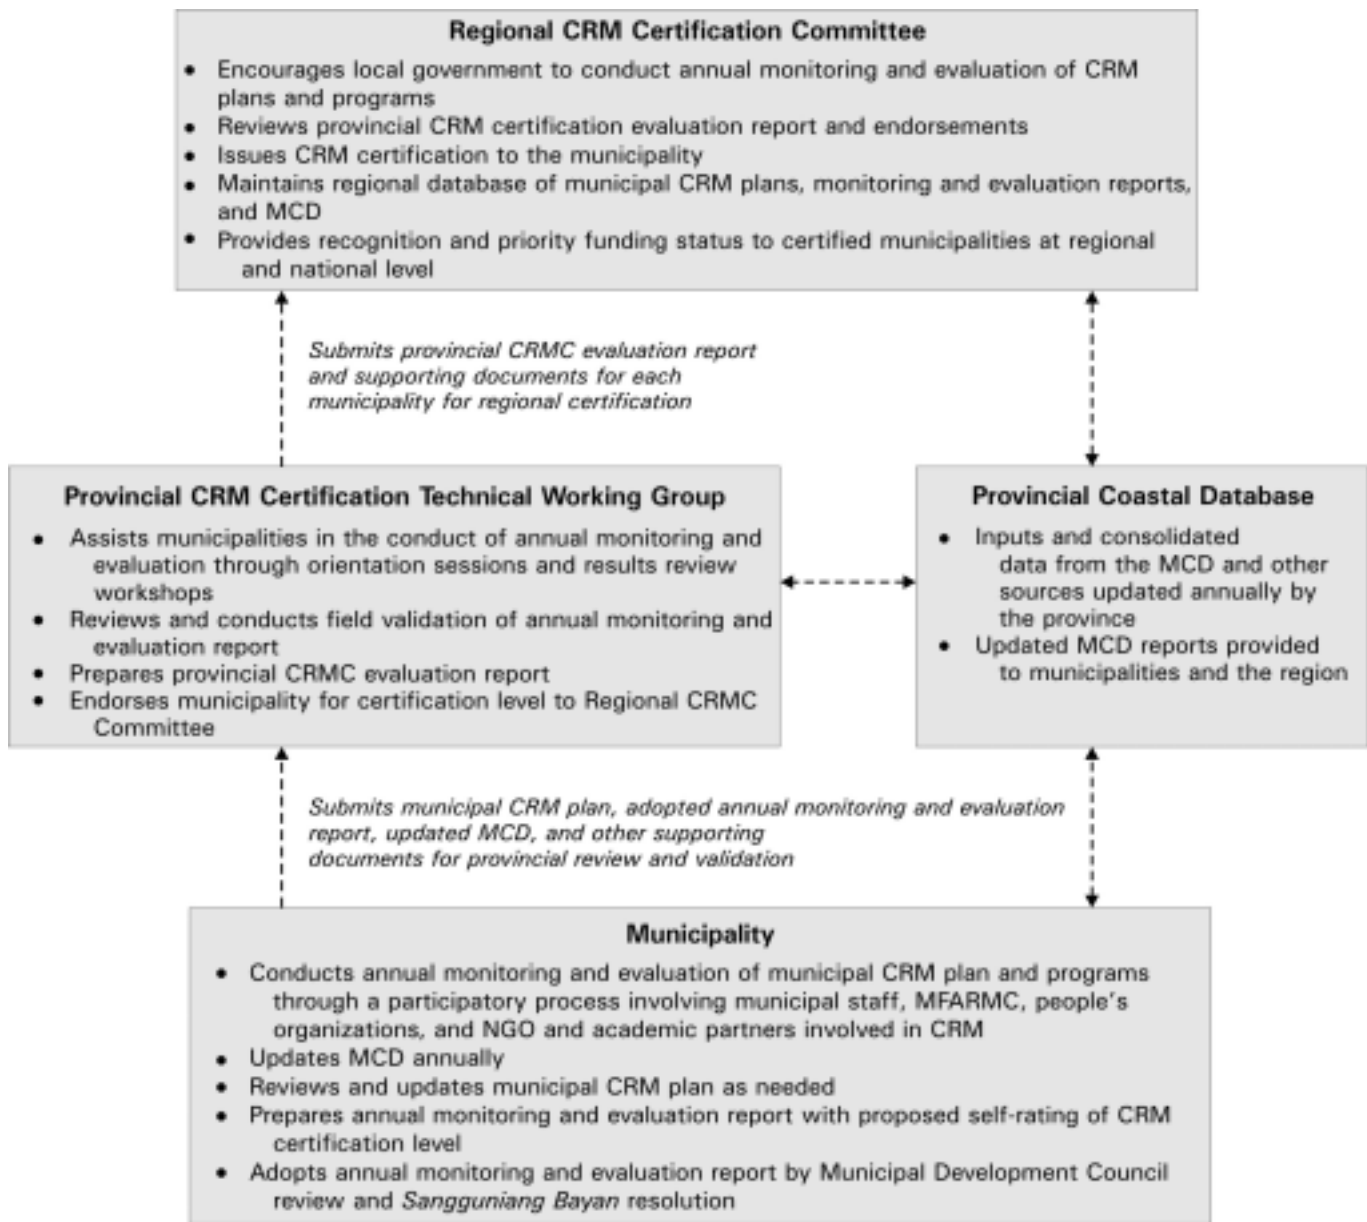 Regional CRM Certification Committee
• Encourages local government to conduct annual monitoring and evaluation of CRM
plans and programs
• Reviews provincial CRM certification evaluation report and endorsements
• Issues CRM certification to the municipality
• Maintains regional database of municipal CRM plans, monitoring and evaluation reports,
and MCD
• Provides recognition and priority funding status to certified municipalities at regional
and national level
Submits provincial CRMC evaluation report
and supporting documents for each
municipality for regional certification
Provincial CRM Certification Technical Working Group
• Assists municipalities in the conduct of annual monitoring and
evaluation through orientation sessions and results review
workshops
• Reviews and conducts field validation of annual monitoring and
evaluation report
• Prepares provincial CRMC evaluation report
• Endorses municipality for certification level to Regional CRMC
Committee
Provincial Coastal Database
• Inputs and consolidated
data from the MCD and other
sources updated annually by
the province
• Updated MCD reports provided
to municipalities and the region
Submits municipal CRM plan, adopted annual monitoring and evaluation
report, updated MCD, and other supporting
documents for provincial review and validation
Municipality
• Conducts annual monitoring and evaluation of municipal CRM plan and programs
through a participatory process involving municipal staff, MFARMC, people's
organizations, and NGO and academic partners involved in CRM
• Updates MCD annually
• Reviews and updates municipal CRM plan as needed
• Prepares annual monitoring and evaluation report with proposed self-rating of CRM
certification level
• Adopts annual monitoring and evaluation report by Municipal Development Council
review and Sangguniang Bayan resolution